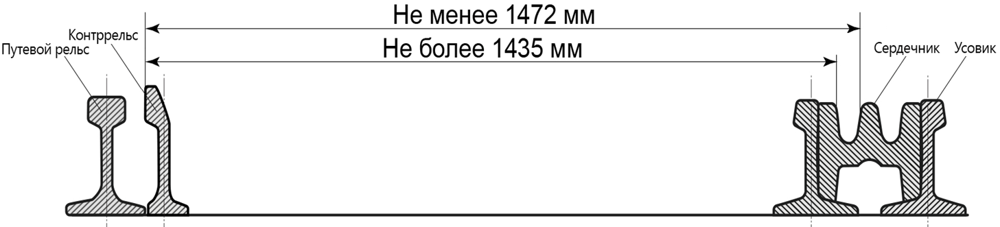 Не менее 1472 мм
Контррельс
Не более 1435 мм
Путевой рельс
Сердечник
Усовик